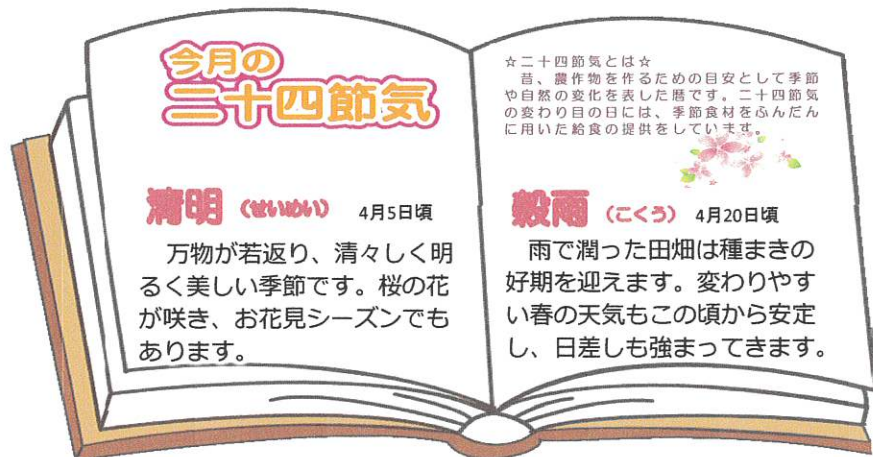 今月の
二十四節気
清明 (せいめい) 4月5日頃
万物が若返り、清々しく明
るく美しい季節です。桜の花
が咲き、お花見シーズンでも
あります。
☆二十四節気とは☆
昔、農作物を作るための目安として季節
や自然の変化を表した暦です。二十四節気
の変わり目の日には、季節食材をふんだん
に用いた給食の提供をしています。
穀雨 (こくう) 4月20日頃
雨で潤った田畑は種まきの
好期を迎えます。変わりやす
い春の天気もこの頃から安定
し、日差しも強まってきます。